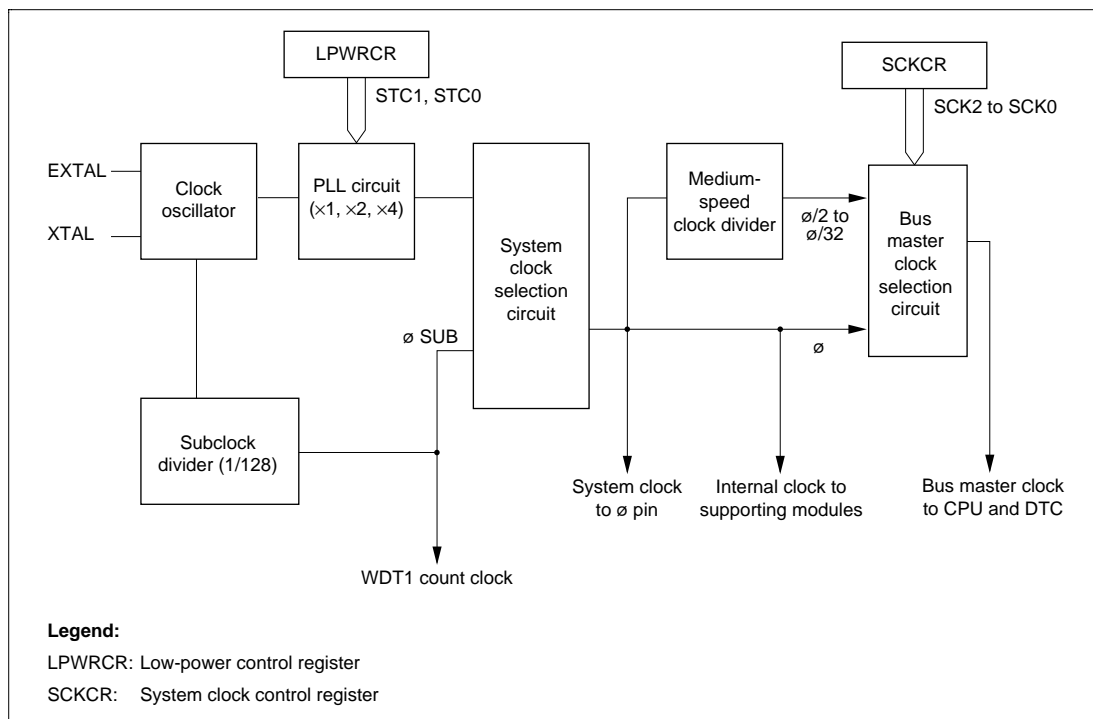 LPWRCR
STC1, STC0
SCKCR
SCK2 to SCK0
EXTAL
XTAL
Clock
oscillator
PLL circuit
(×1, ×2, ×4)
System
clock
selection
circuit
Medium-
speed
clock divider
ø/2 to
ø/32
Bus
master
clock
selection
circuit
ø SUB
ø
Subclock
divider (1/128)
System clock
to ø pin
Internal clock to
supporting modules
Bus master clock
to CPU and DTC
WDT1 count clock
Legend:
LPWRCR: Low-power control register
SCKCR: System clock control register